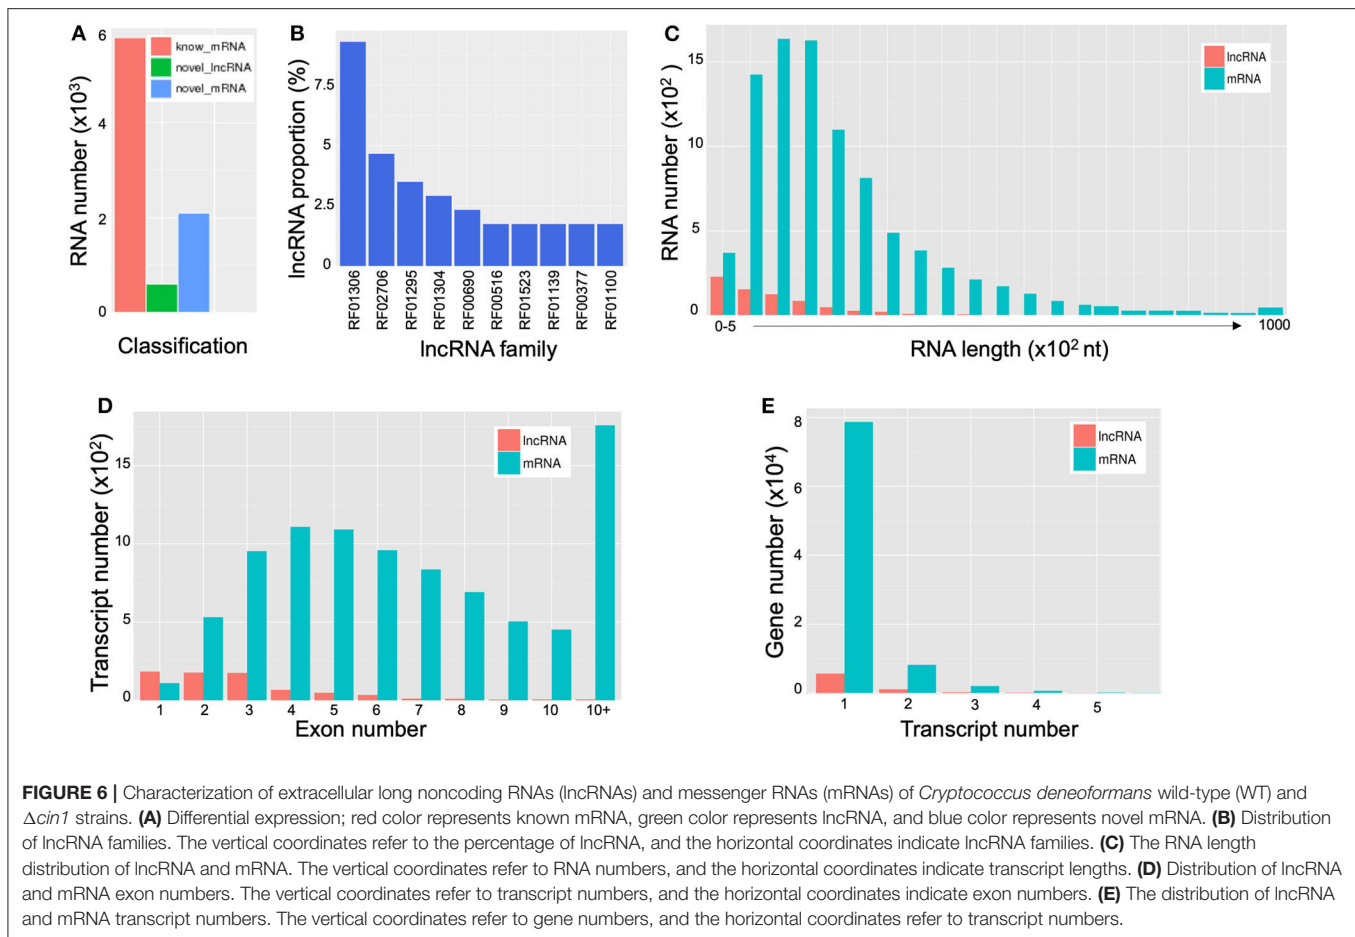 A
RNA number (x10³)
6
4
2
0
know_mRNA
novel_lncRNA
novel_mRNA
Classification
B
lncRNA proportion (%)
7.5
5
2.5
0
RF01306
RF02706
RF01295
RF01304
RF00690
RF00516
RF01523
RF01139
RF00377
RF01100
lncRNA family
C
RNA number (x10²)
15
10
5
0
lncRNA
mRNA
0-5
1000
RNA length (x10² nt)
D
Transcript number (x10²)
15
10
5
0
lncRNA
mRNA
1 2 3 4 5 6 7 8 9 10 10+
Exon number
E
Gene number (x10⁴)
8
6
4
2
0
lncRNA
mRNA
1 2 3 4 5
Transcript number
FIGURE 6 | Characterization of extracellular long noncoding RNAs (lncRNAs) and messenger RNAs (mRNAs) of Cryptococcus deneoformans wild-type (WT) and
Δcin1 strains. (A) Differential expression; red color represents known mRNA, green color represents lncRNA, and blue color represents novel mRNA. (B) Distribution
of lncRNA families. The vertical coordinates refer to the percentage of lncRNA, and the horizontal coordinates indicate lncRNA families. (C) The RNA length
distribution of lncRNA and mRNA. The vertical coordinates refer to RNA numbers, and the horizontal coordinates indicate transcript lengths. (D) Distribution of lncRNA
and mRNA exon numbers. The vertical coordinates refer to transcript numbers, and the horizontal coordinates indicate exon numbers. (E) The distribution of lncRNA
and mRNA transcript numbers. The vertical coordinates refer to gene numbers, and the horizontal coordinates refer to transcript numbers.